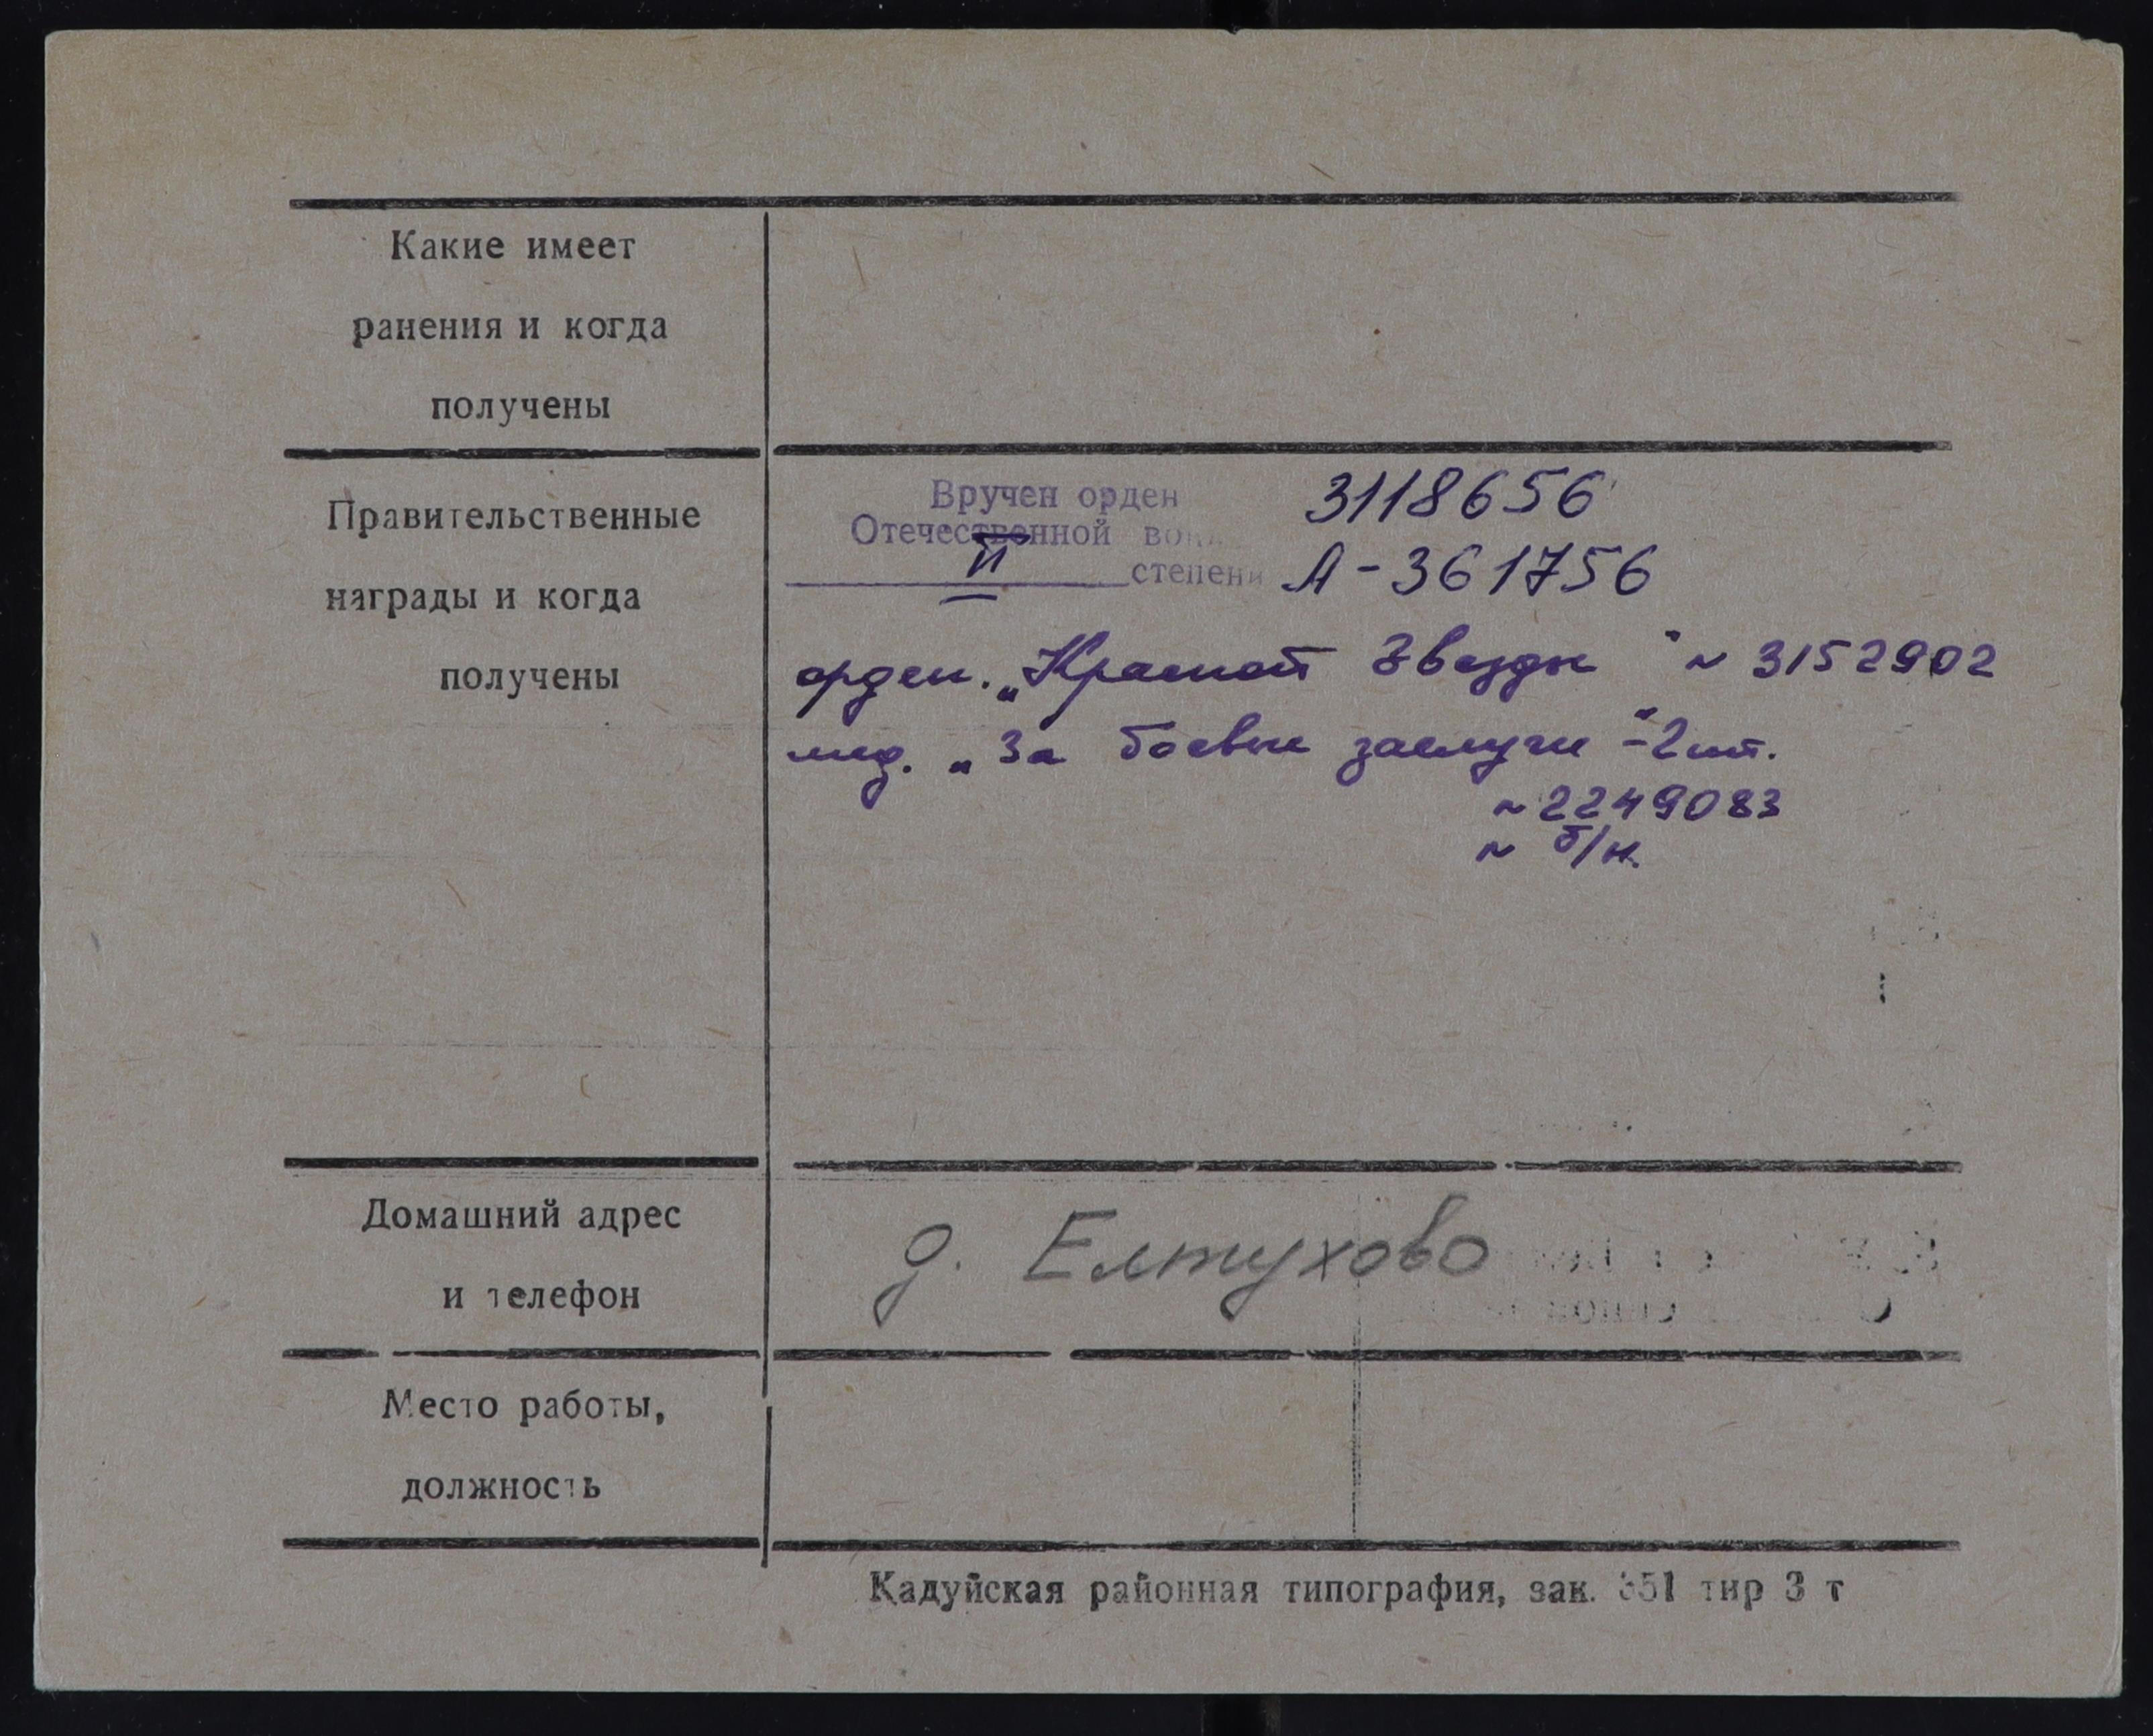 Какие имеет
ранения и когда
получены
Правительственные
награды и когда
получены
Вручен орден 3118656
Отечественной
II степени А-361756
орден „Красной Звезды" № 3152902
мед. „За боевые заслуги" - 2 шт.
№ 2249083
№ б/н.
Домашний адрес
и телефон
д. Елтухово
Место работы,
должность
Кадуйская районная типография, зак. 351 тир 3 т